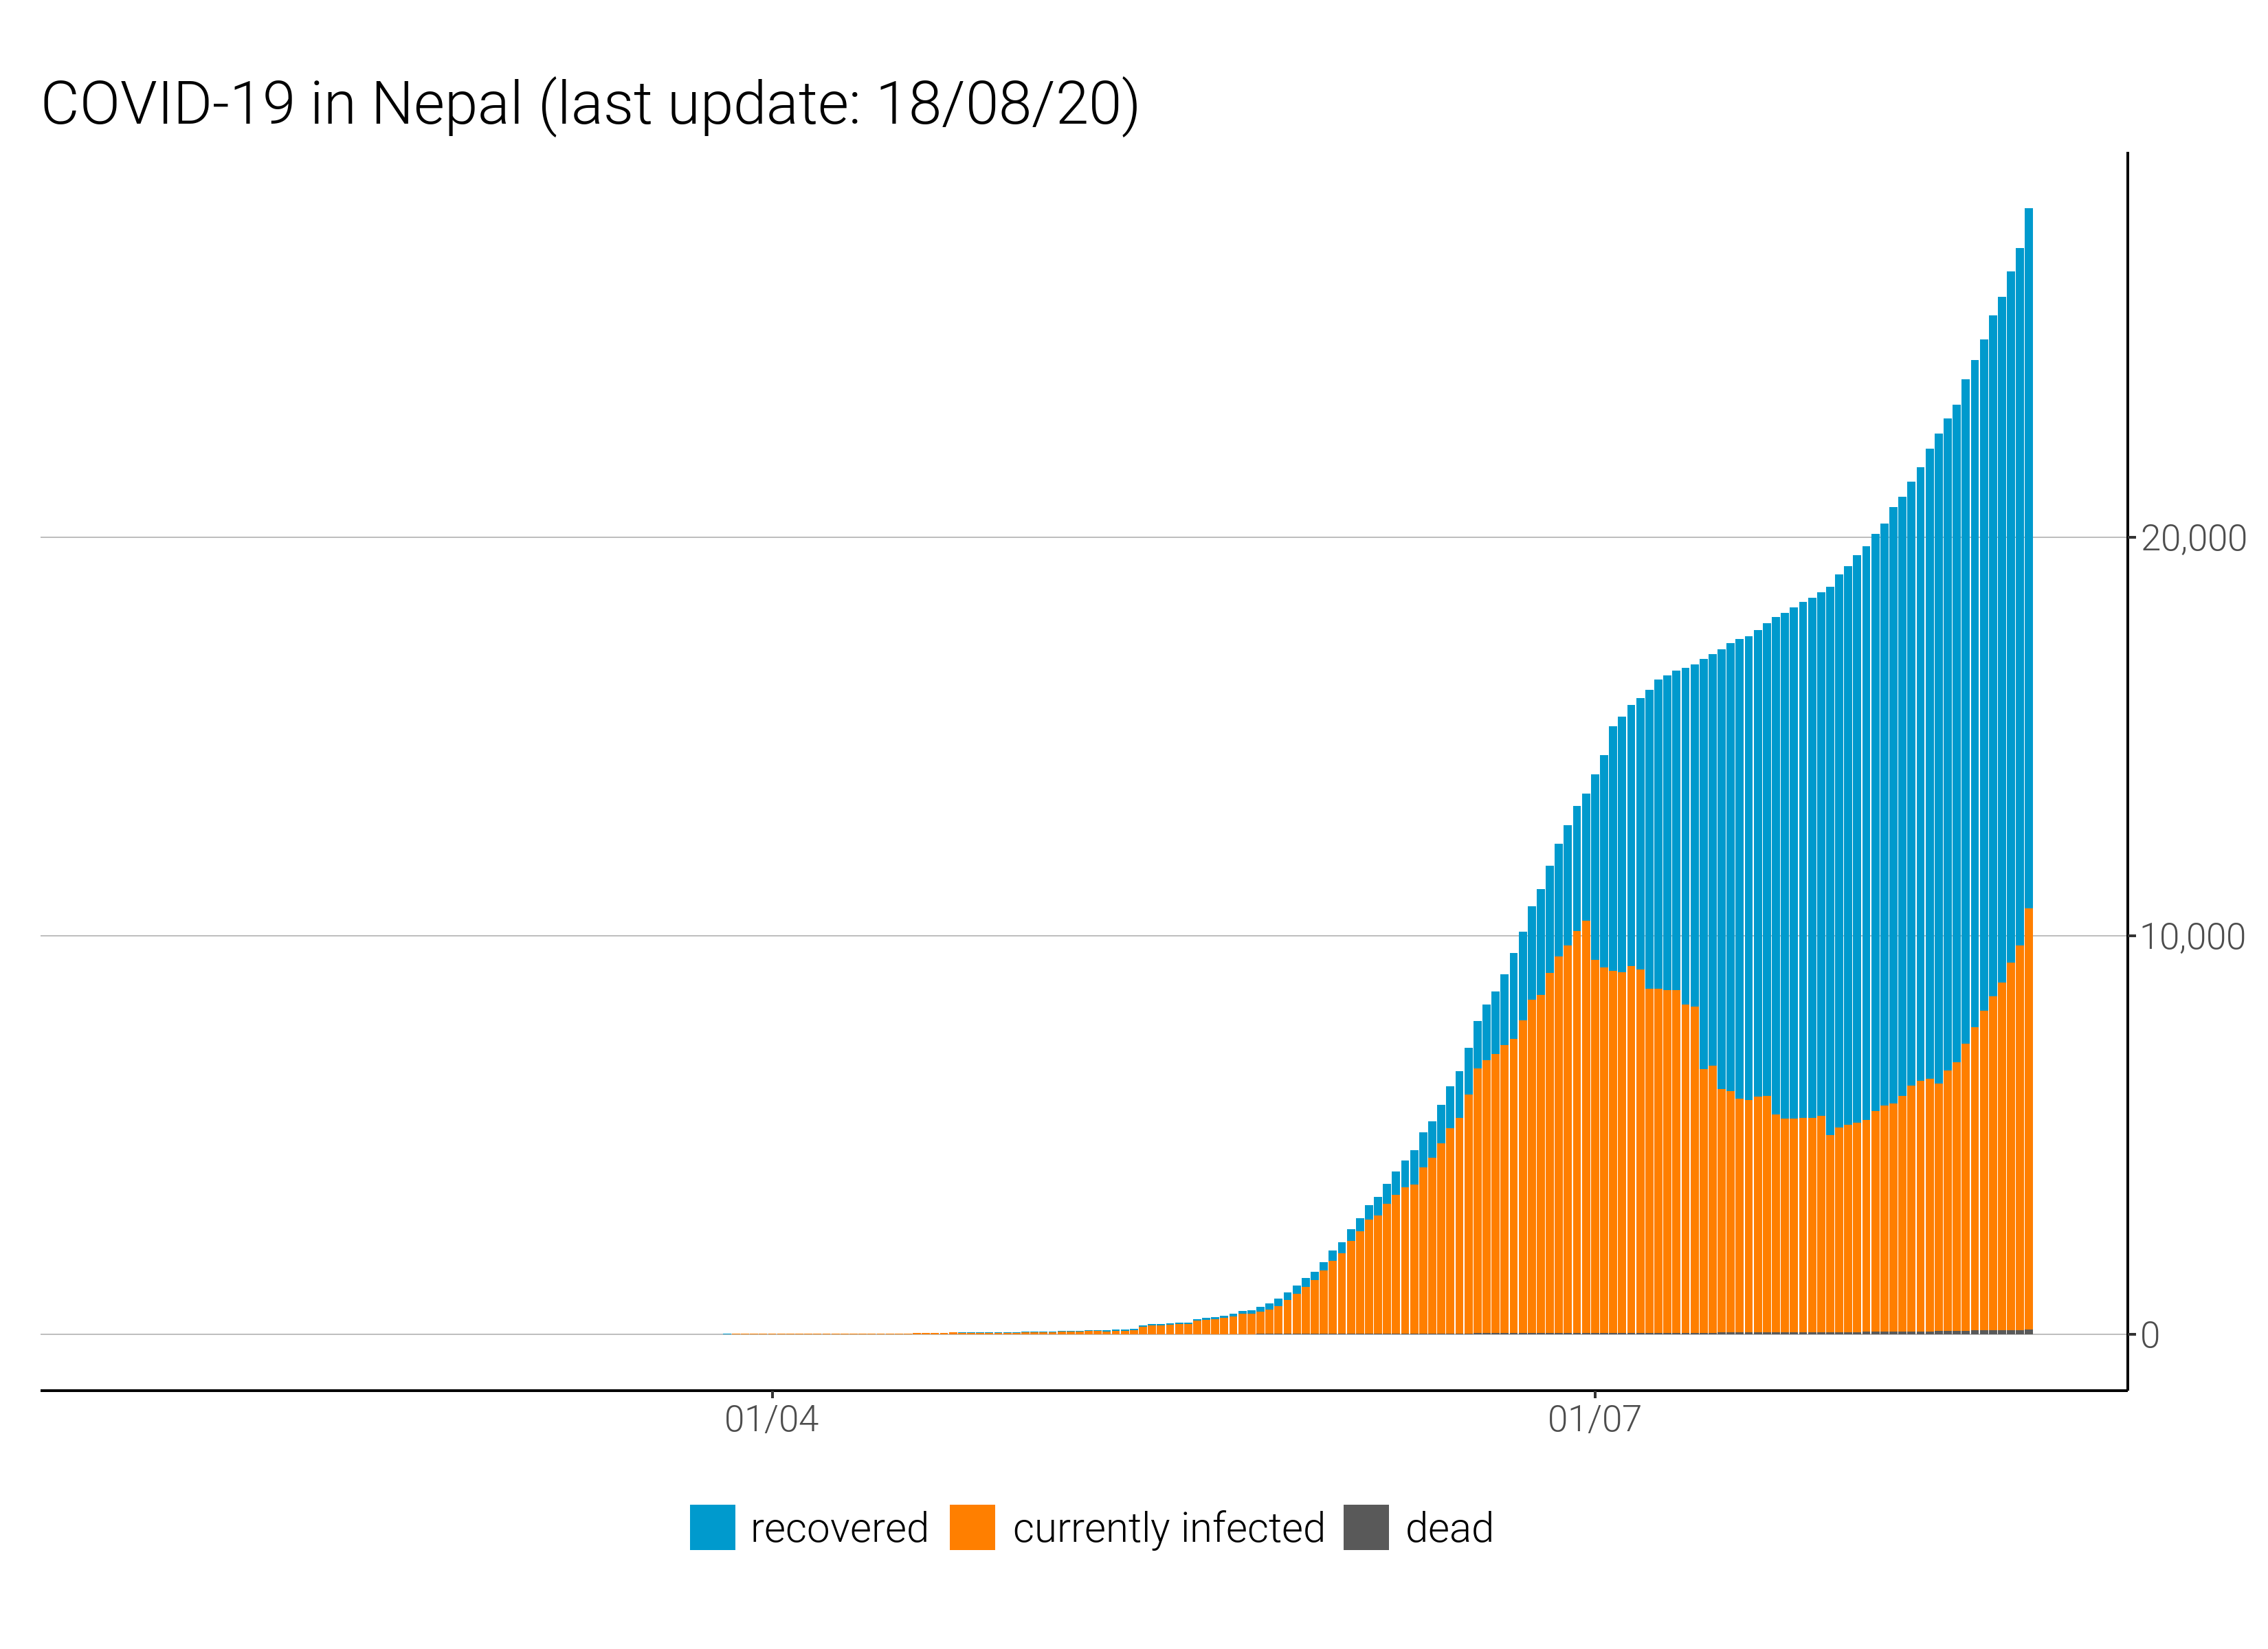 COVID-19 in Nepal (last update: 18/08/20)
20,000
10,000
0
01/04 01/07
recovered currently infected dead